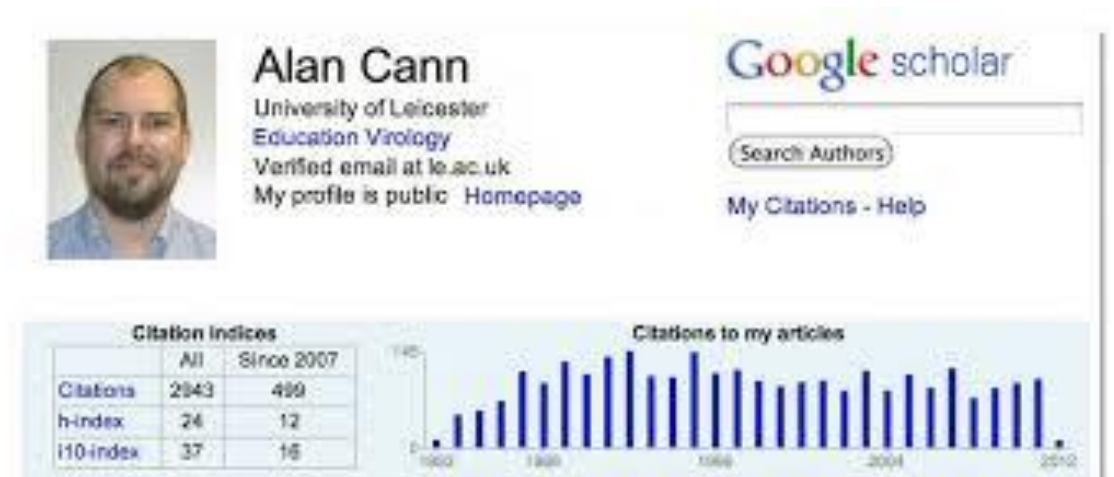 Alan Cann
University of Leicester
Education Virology
Verified email at le.ac.uk
My profile is public Homepage
Google scholar
Search Authors
My Citations - Help
Citation indices
All Since 2007
Citations 2943 499
h-index 24 12
i10-index 37 16
Citations to my articles
0
2004
2012